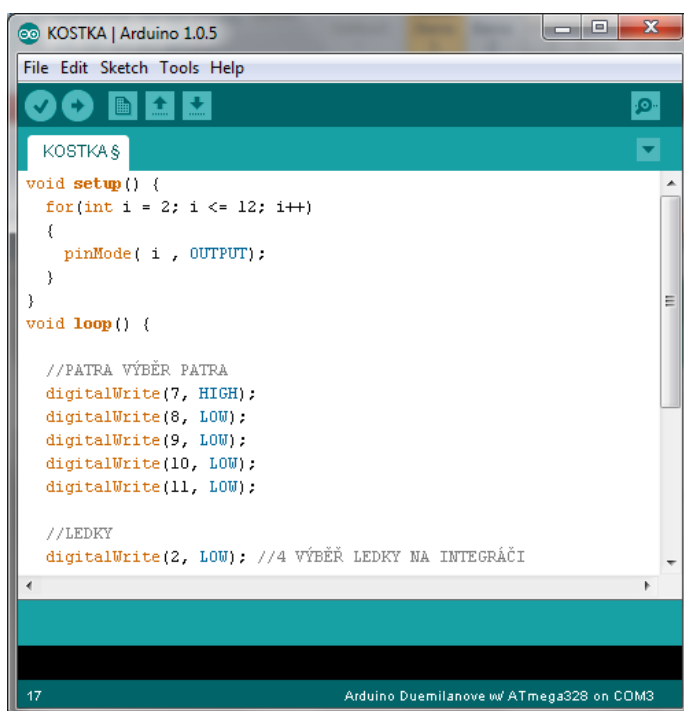 KOSTKA | Arduino 1.0.5
File Edit Sketch Tools Help
KOSTKA §
void setup() {
for(int i = 2; i <= 12; i++)
{
pinMode( i , OUTPUT);
}
}
void loop() {
//PATRA VÝBĚR PATRA
digitalWrite(7, HIGH);
digitalWrite(8, LOW);
digitalWrite(9, LOW);
digitalWrite(10, LOW);
digitalWrite(11, LOW);
//LEDKY
digitalWrite(2, LOW); //4 VÝBĚŘ LEDKY NA INTEGRÁČI
17
Arduino Duemilanove w/ ATmega328 on COM3